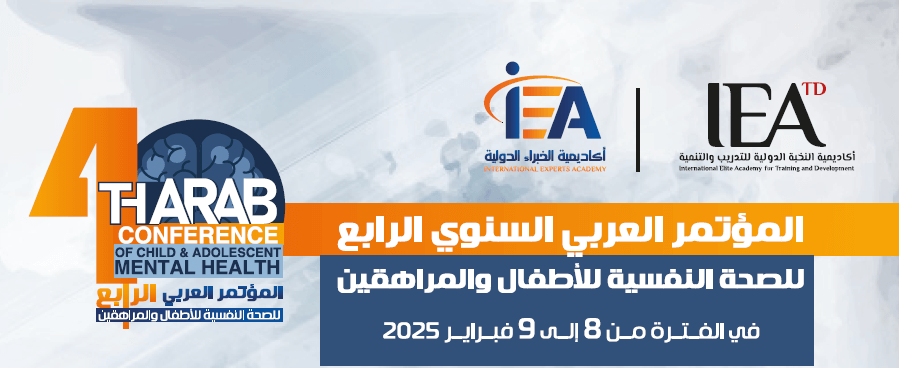 iEA
أكاديمية الخبراء الدولية
INTERNATIONAL EXPERTS ACADEMY
IEA TD
أكاديمية النخبة الدولية للتدريب والتنمية
International Elite Academy for Training and Development
4TH ARAB
CONFERENCE
OF CHILD & ADOLESCENT
MENTAL HEALTH
المؤتمر العربي الرابع
للصحة النفسية للأطفال والمراهقين
المؤتمر العربي السنوي الرابع
للصحة النفسية للأطفال والمراهقين
في الفترة من 8 إلى 9 فبراير 2025